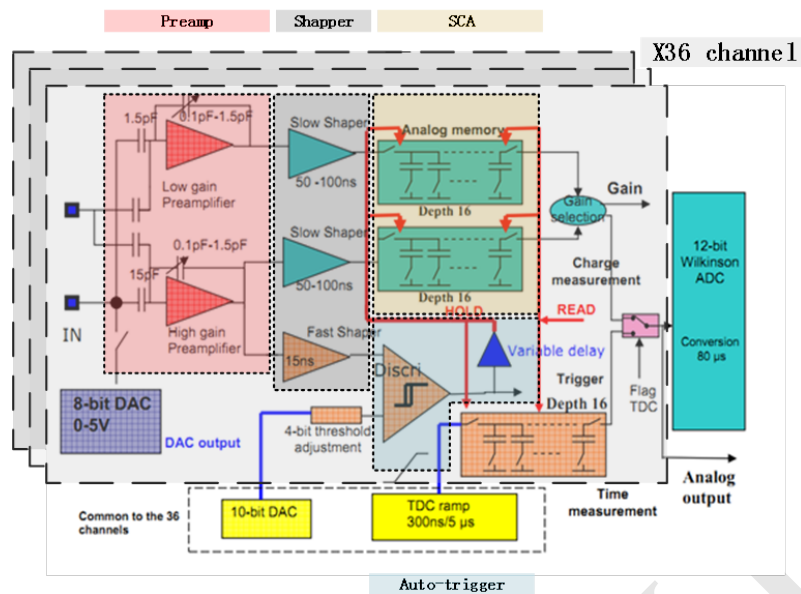 Preamp
Shapper
SCA
X36 channel
1.5pF
0.1pF-1.5pF
Low gain
Preamplifier
Slow Shaper
50 -100ns
Analog memory
Depth 16
Gain
selection
Gain
0.1pF-1.5pF
15pF
High gain
Preamplifier
Slow Shaper
50-100ns
Depth 16
Charge
measurement
12-bit
Wilkinson
ADC
Conversion
80 µs
IN
HOLD
READ
Fast Shaper
15ns
Discri
Variable delay
Trigger
Depth 16
Flag
TDC
8-bit DAC
0-5V
DAC output
4-bit threshold
adjustment
Time
measurement
Analog
output
Common to the 36
channels
10-bit DAC
TDC ramp
300ns/5 µs
Auto-trigger